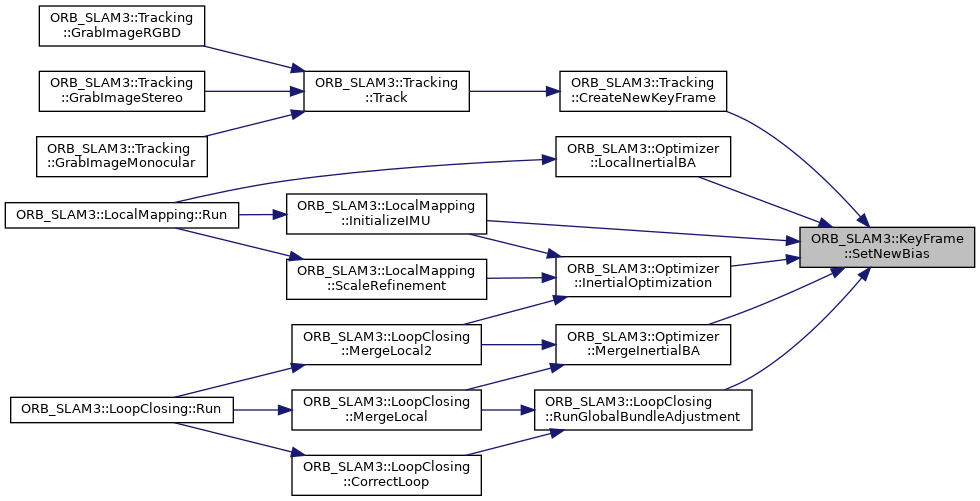 ORB_SLAM3::Tracking
::GrabImageRGBD
ORB_SLAM3::Tracking
::GrabImageStereo
ORB_SLAM3::Tracking
::GrabImageMonocular
ORB_SLAM3::Tracking
::Track
ORB_SLAM3::Tracking
::CreateNewKeyFrame
ORB_SLAM3::Optimizer
::LocalInertialBA
ORB_SLAM3::LocalMapping::Run
ORB_SLAM3::LocalMapping
::InitializeIMU
ORB_SLAM3::KeyFrame
::SetNewBias
ORB_SLAM3::LocalMapping
::ScaleRefinement
ORB_SLAM3::Optimizer
::InertialOptimization
ORB_SLAM3::LoopClosing
::MergeLocal2
ORB_SLAM3::Optimizer
::MergeInertialBA
ORB_SLAM3::LoopClosing::Run
ORB_SLAM3::LoopClosing
::MergeLocal
ORB_SLAM3::LoopClosing
::RunGlobalBundleAdjustment
ORB_SLAM3::LoopClosing
::CorrectLoop